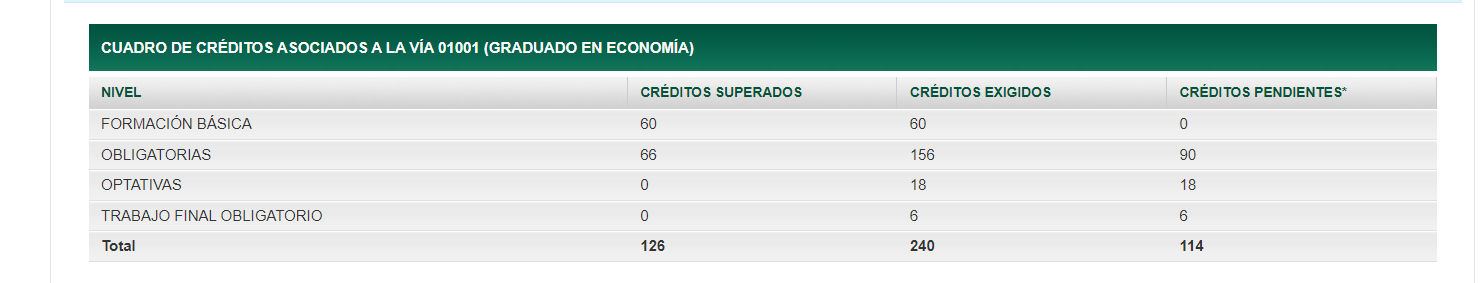 CUADRO DE CRÉDITOS ASOCIADOS A LA VÍA 01001 (GRADUADO EN ECONOMÍA)
NIVEL CRÉDITOS SUPERADOS CRÉDITOS EXIGIDOS CRÉDITOS PENDIENTES*
FORMACIÓN BÁSICA 60 60 0
OBLIGATORIAS 66 156 90
OPTATIVAS 0 18 18
TRABAJO FINAL OBLIGATORIO 0 6 6
Total 126 240 114